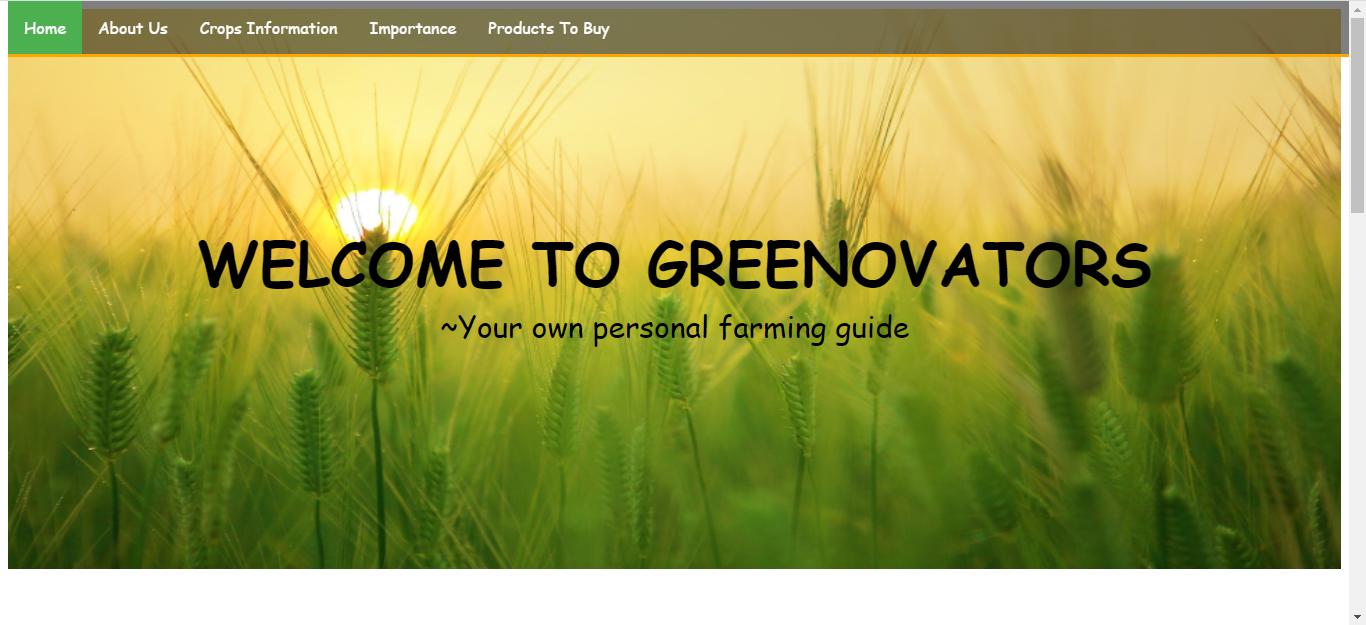 Home About Us Crops Information Importance Products To Buy
WELCOME TO GREENOVATORS
~Your own personal farming guide